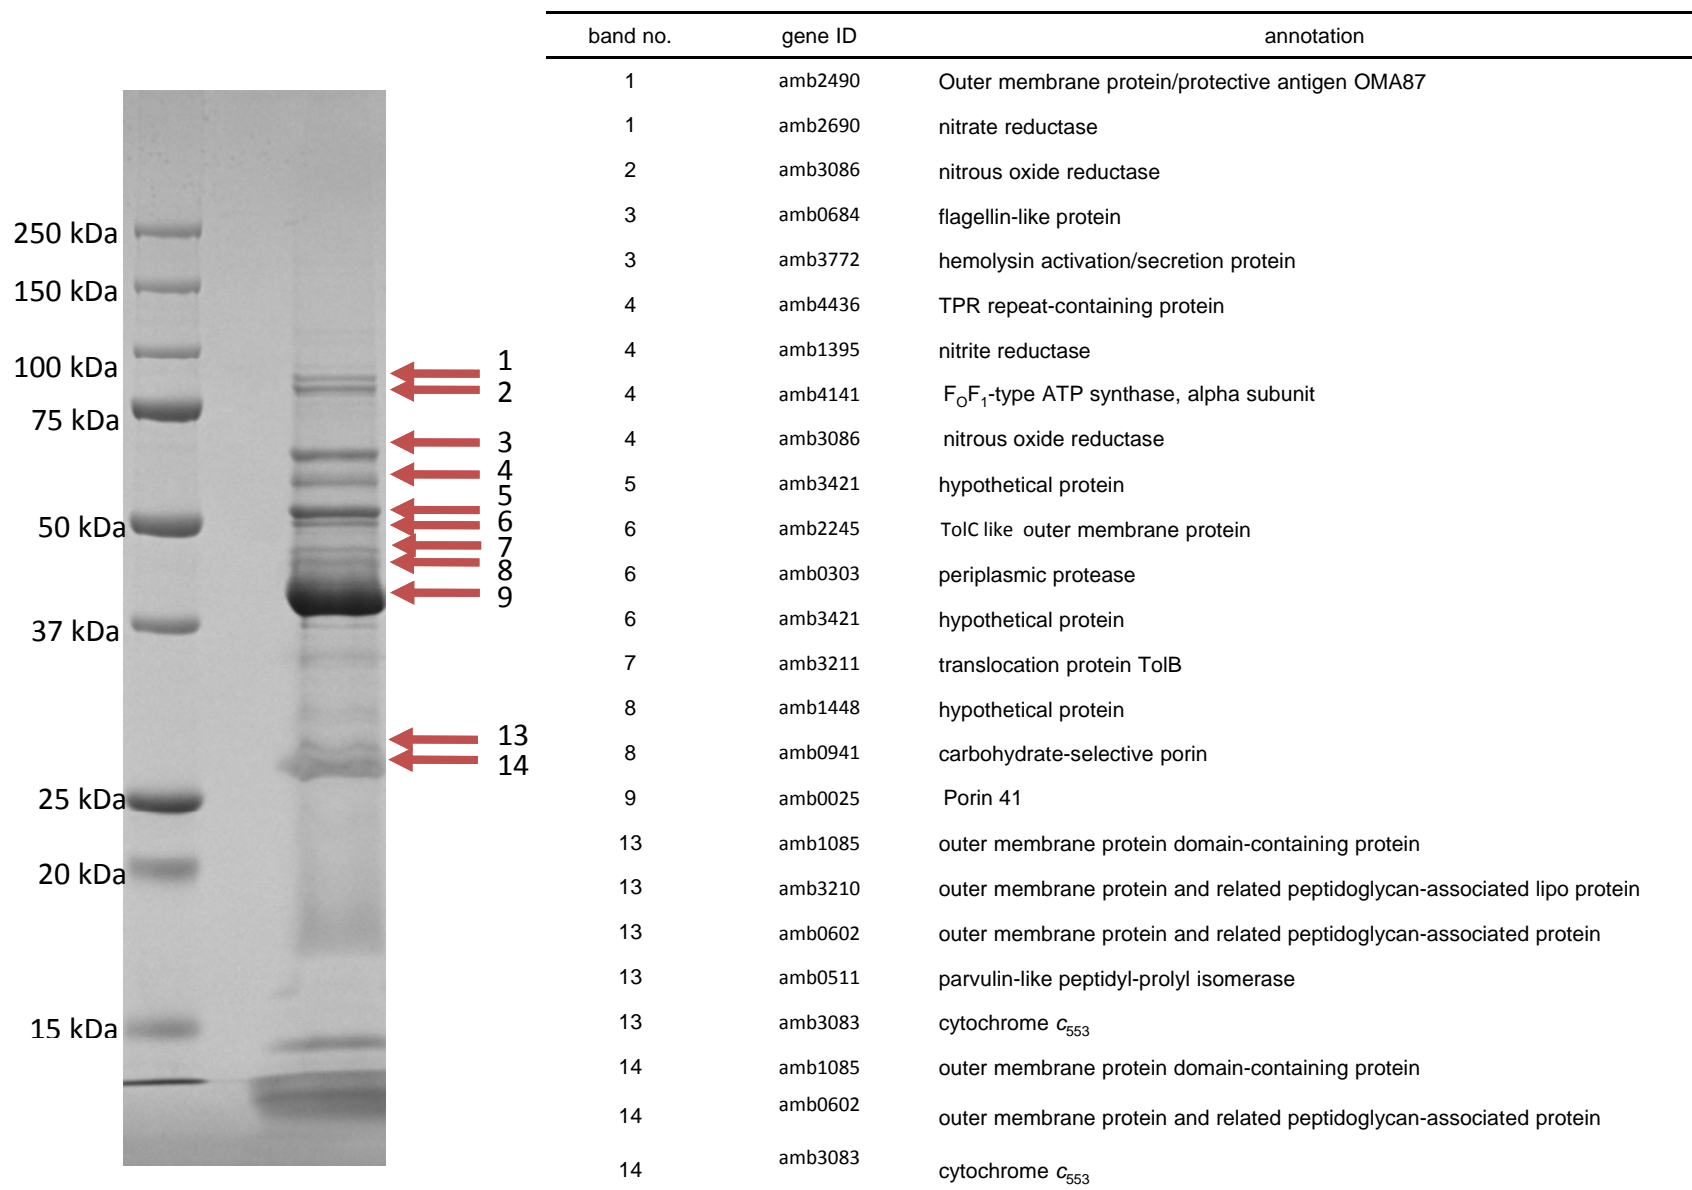 250 kDa
150 kDa
100 kDa
75 kDa
50 kDa
37 kDa
25 kDa
20 kDa
15 kDa
1
2
3
4
5
6
7
8
9
13
14
band no. gene ID annotation
1 amb2490 Outer membrane protein/protective antigen OMA87
1 amb2690 nitrate reductase
2 amb3086 nitrous oxide reductase
3 amb0684 flagellin-like protein
3 amb3772 hemolysin activation/secretion protein
4 amb4436 TPR repeat-containing protein
4 amb1395 nitrite reductase
4 amb4141 FOF1-type ATP synthase, alpha subunit
4 amb3086 nitrous oxide reductase
5 amb3421 hypothetical protein
6 amb2245 TolC like outer membrane protein
6 amb0303 periplasmic protease
6 amb3421 hypothetical protein
7 amb3211 translocation protein TolB
8 amb1448 hypothetical protein
8 amb0941 carbohydrate-selective porin
9 amb0025 Porin 41
13 amb1085 outer membrane protein domain-containing protein
13 amb3210 outer membrane protein and related peptidoglycan-associated lipo protein
13 amb0602 outer membrane protein and related peptidoglycan-associated protein
13 amb0511 parvulin-like peptidyl-prolyl isomerase
13 amb3083 cytochrome c553
14 amb1085 outer membrane protein domain-containing protein
14 amb0602 outer membrane protein and related peptidoglycan-associated protein
14 amb3083 cytochrome c553